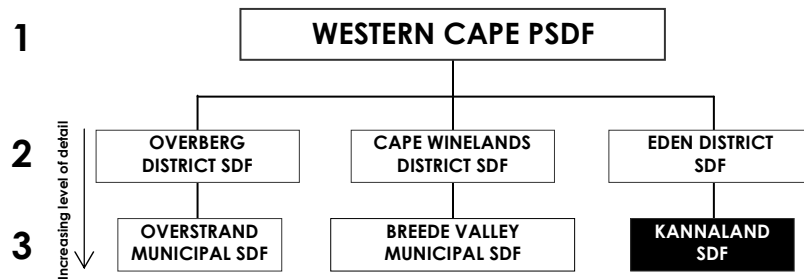 1
WESTERN CAPE PSDF
Increasing level of detail
2
OVERBERG
DISTRICT SDF
CAPE WINELANDS
DISTRICT SDF
EDEN DISTRICT
SDF
3
OVERSTRAND
MUNICIPAL SDF
BREEDE VALLEY
MUNICIPAL SDF
KANNALAND
SDF